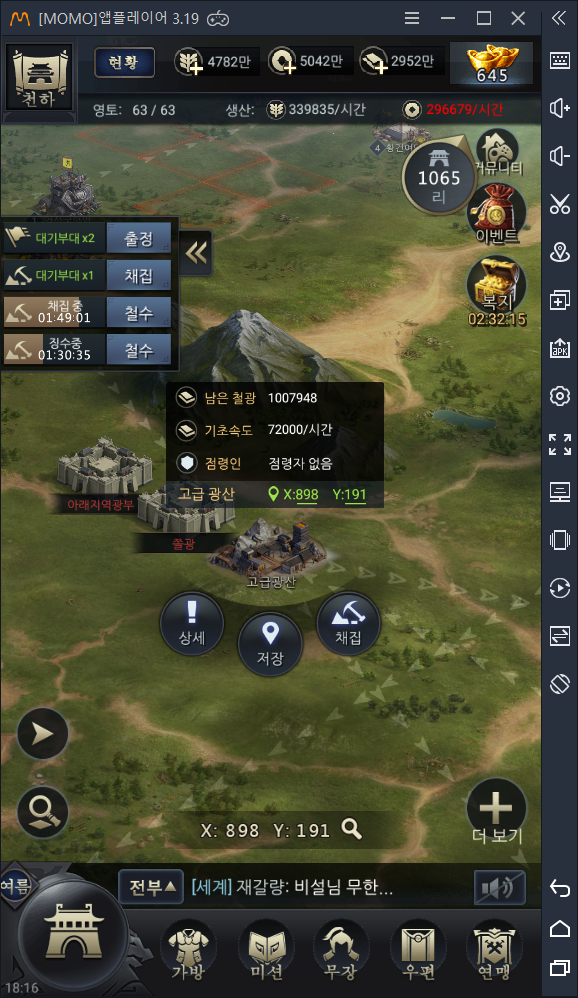 [MOMO]앱플레이어 3.19
천하
현황
4782만
5042만
2952만
645
영토: 63 / 63
생산:
339835/시간
296679/시간
4
1065
리
커뮤니티
이벤트
복지
02:32:15
대기부대 x2
출정
대기부대 x1
채집
채집 중
01:49:01
철수
징수중
01:30:35
철수
남은 철광 1007948
기초속도 72000/시간
점령인 점령자 없음
고급 광산 X:898 Y:191
아래지역광부
쫄광
고급광산
상세
저장
채집
X: 898 Y: 191
더 보기
여름
전부
[세계] 재갈량: 비설님 무한...
가방
미션
무장
우편
연맹
18:16
APK